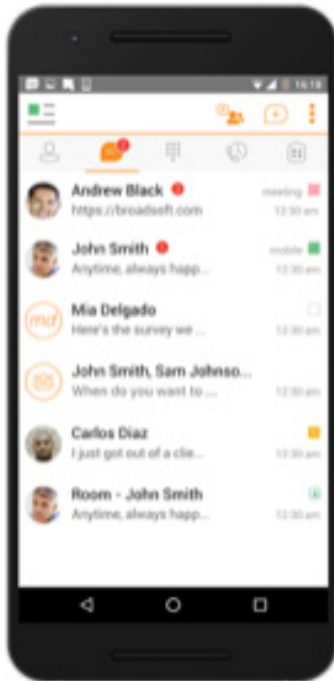 16:18
Andrew Black
meeting
https://broadsoft.com
12:30 am
John Smith
mobile
Anytime, always happ...
12:30 am
md
Mia Delgado
Here's the survey we ...
12:30 am
John Smith, Sam Johnso...
When do you want to ...
12:30 am
Carlos Diaz
I just got out of a clie...
12:30 am
Room - John Smith
Anytime, always happ...
12:30 am